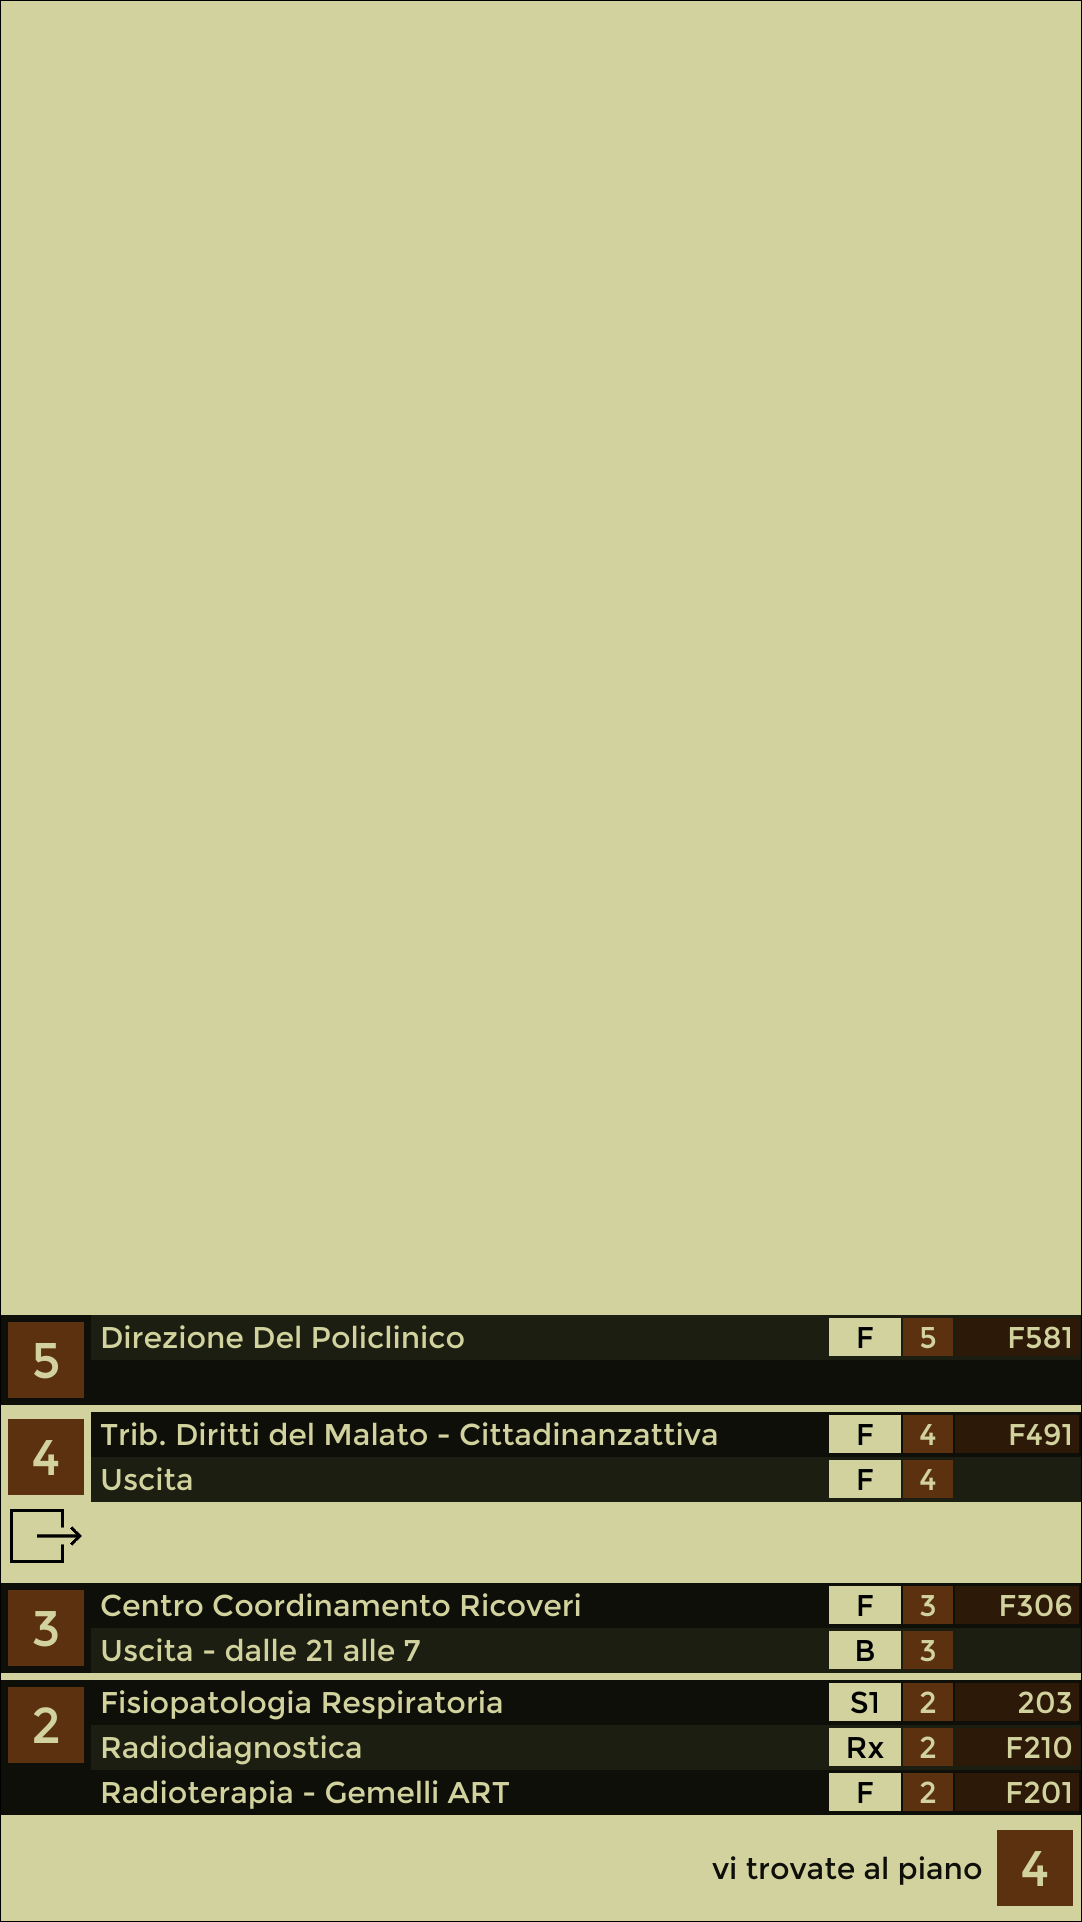 5 Direzione Del Policlinico F 5 F581
4 Trib. Diritti del Malato - Cittadinanzattiva F 4 F491
Uscita F 4
3 Centro Coordinamento Ricoveri F 3 F306
Uscita - dalle 21 alle 7 B 3
2 Fisiopatologia Respiratoria S1 2 203
Radiodiagnostica Rx 2 F210
Radioterapia - Gemelli ART F 2 F201
vi trovate al piano 4